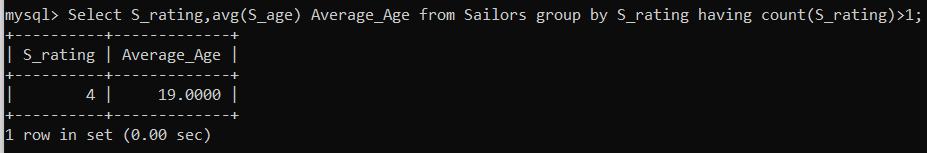 mysql> Select S_rating,avg(S_age) Average_Age from Sailors group by S_rating having count(S_rating)>1;
+----------+-------------+
| S_rating | Average_Age |
+----------+-------------+
|        4 |     19.0000 |
+----------+-------------+
1 row in set (0.00 sec)